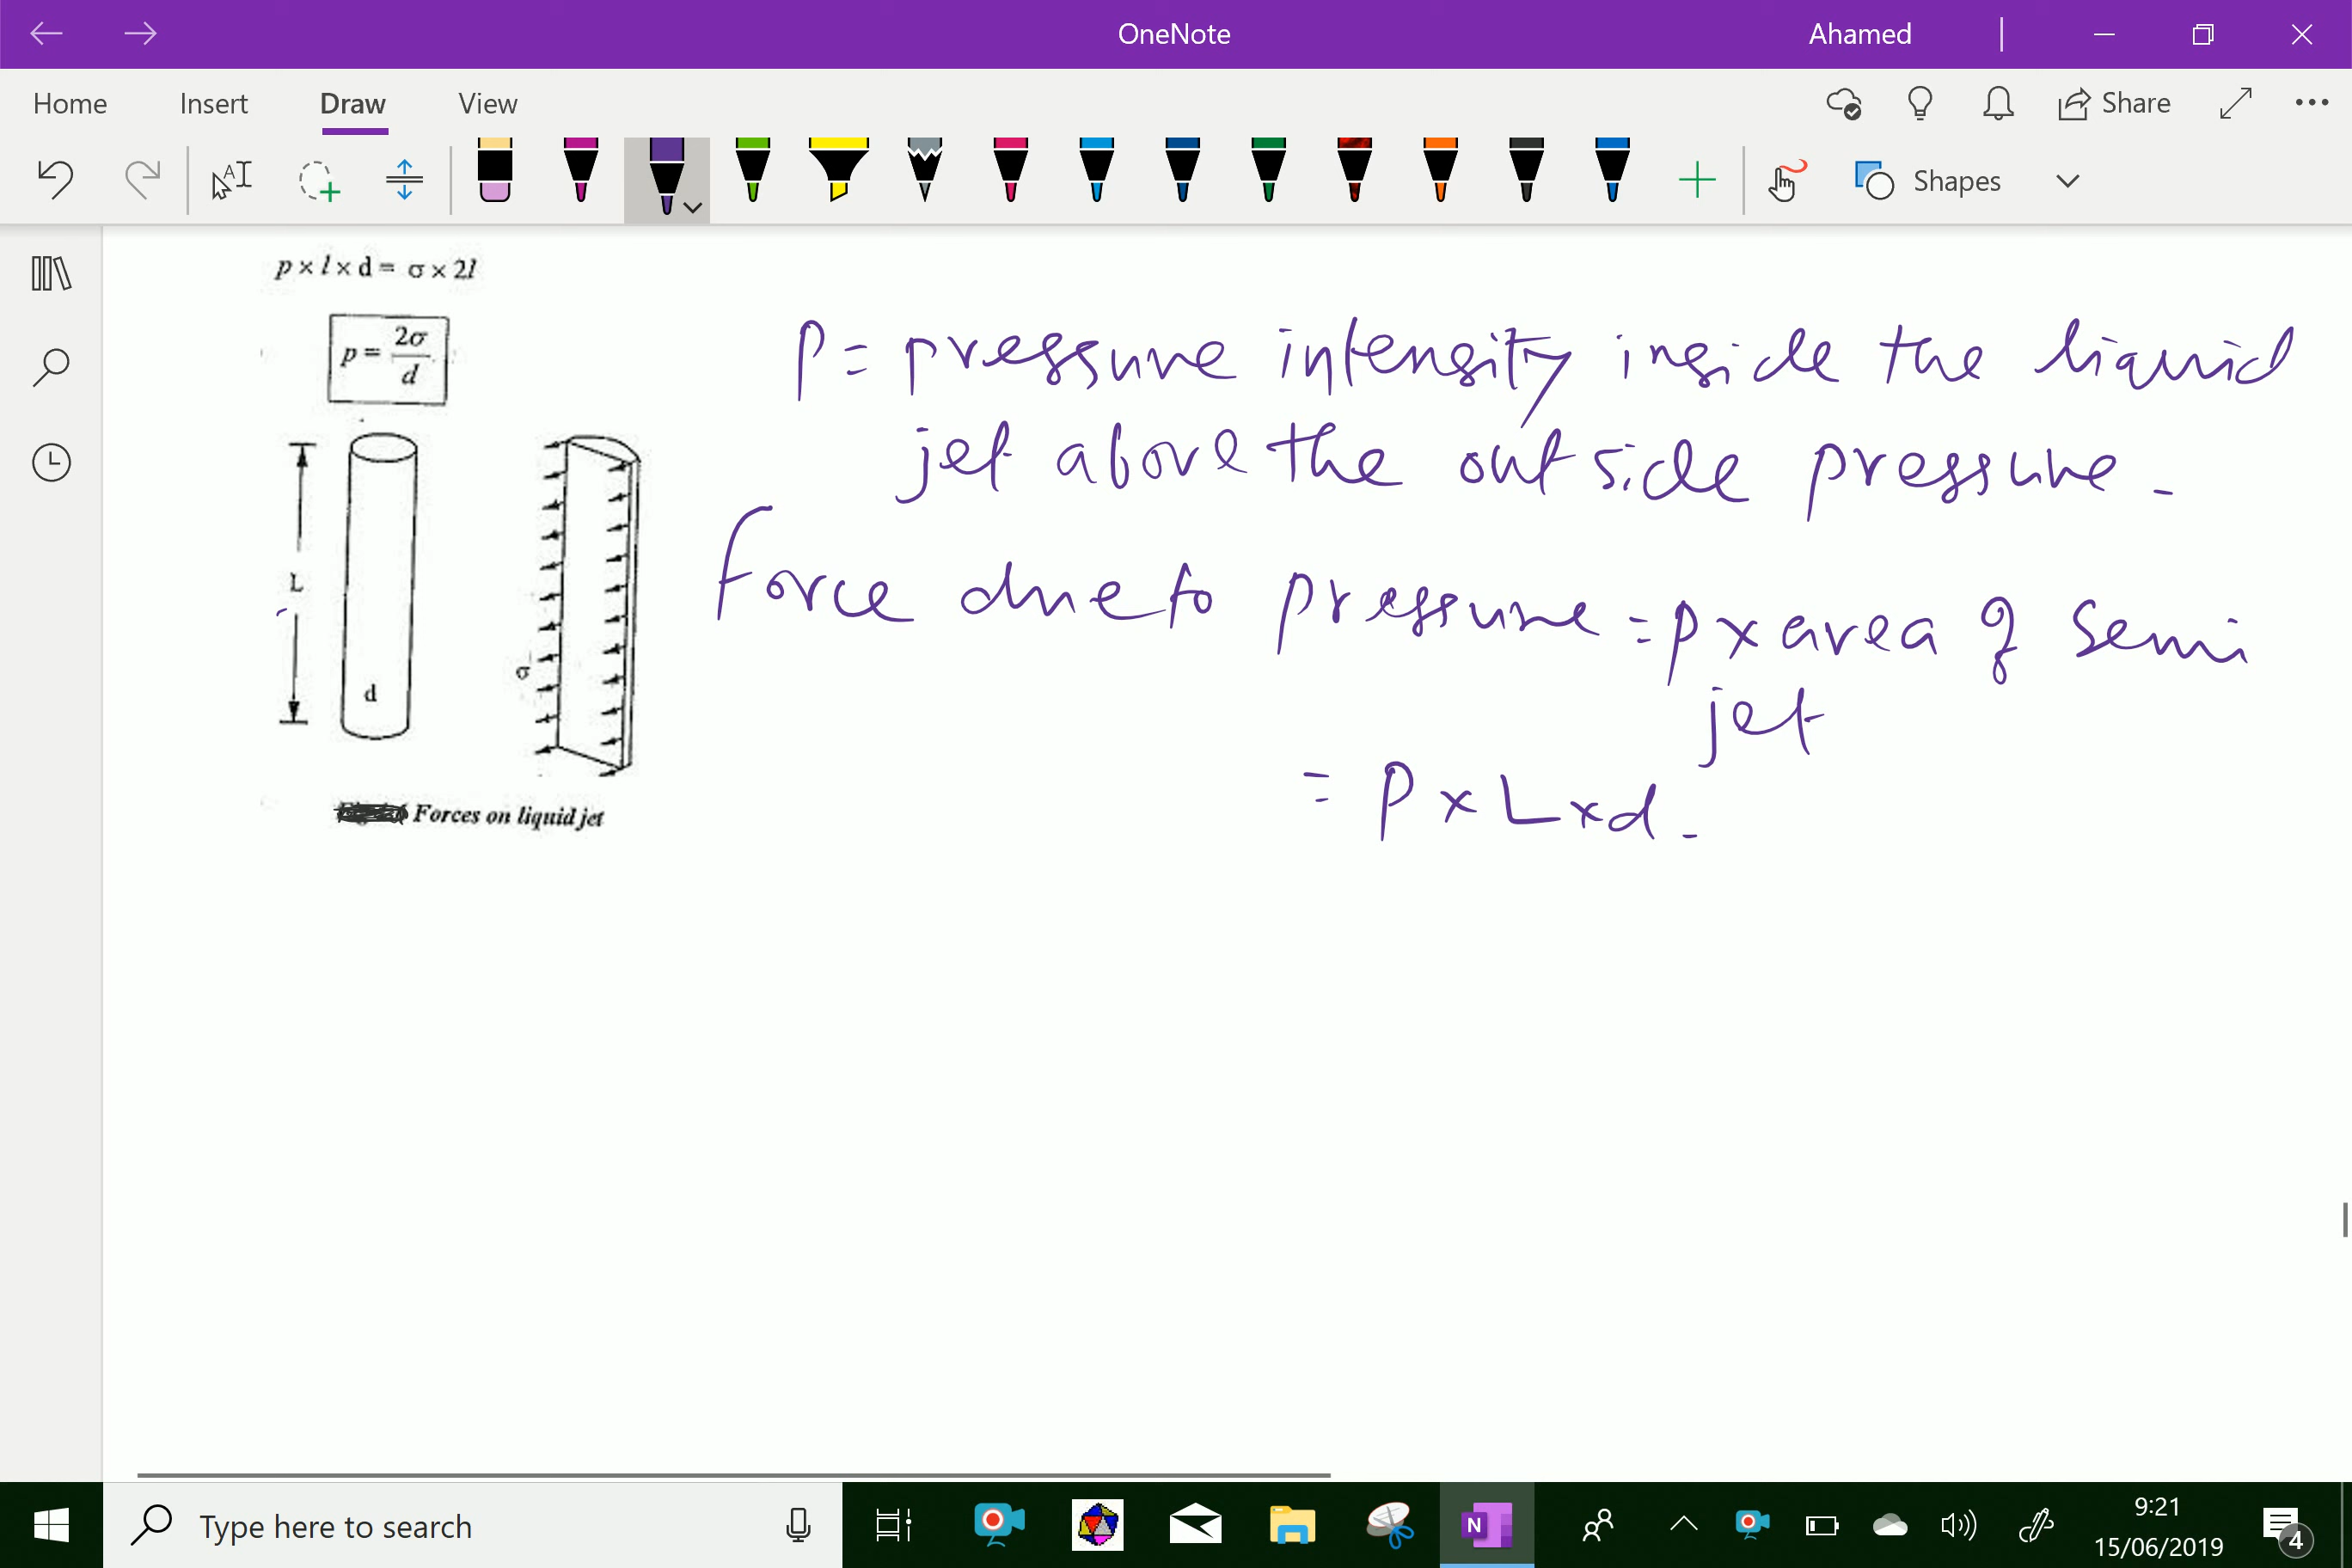 OneNote
Ahamed
Home Insert Draw View
Share
Shapes
p × l × d = σ × 2l
p = 2σ / d
L
d
σ
Forces on liquid jet
P = pressure intensity inside the liquid
jet above the outside pressure.
Force due to pressure = p × area of semi
jet
= P × L × d.
Type here to search
N
9:21
15/06/2019
4